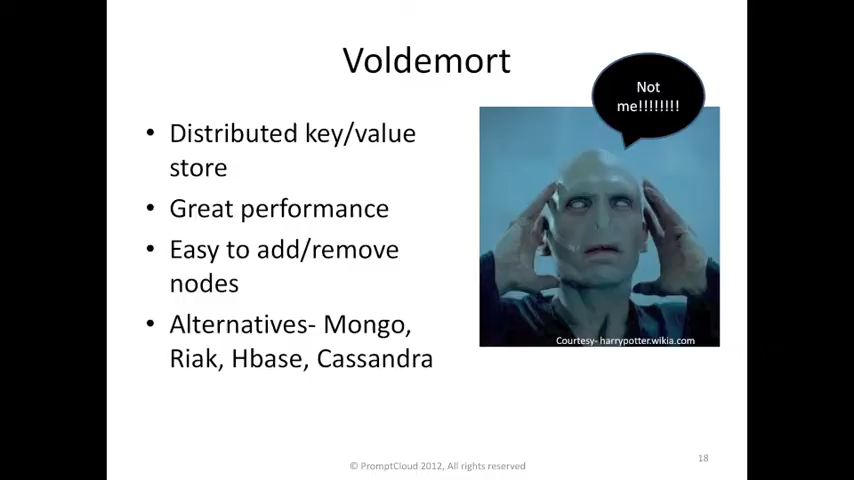 Voldemort
Not
me!!!!!!!!
• Distributed key/value
store
• Great performance
• Easy to add/remove
nodes
• Alternatives- Mongo,
Riak, Hbase, Cassandra
Courtesy- harrypotter.wikia.com
© PromptCloud 2012, All rights reserved
18